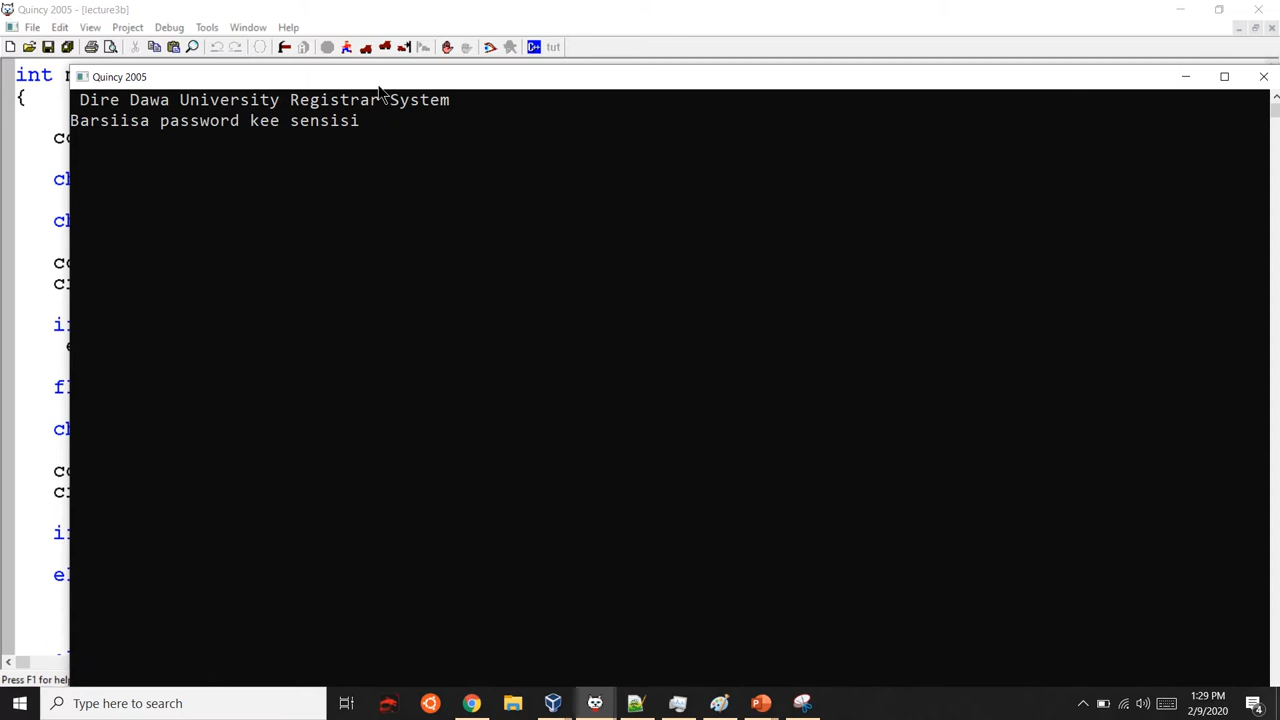 Quincy 2005 - [lecture3b]
File Edit View Project Debug Tools Window Help
C++ tut
int
Quincy 2005
{
Dire Dawa University Registrar System
Barsiisa password kee sensisi
Press F1 for help
Type here to search
1:29 PM
2/9/2020
4